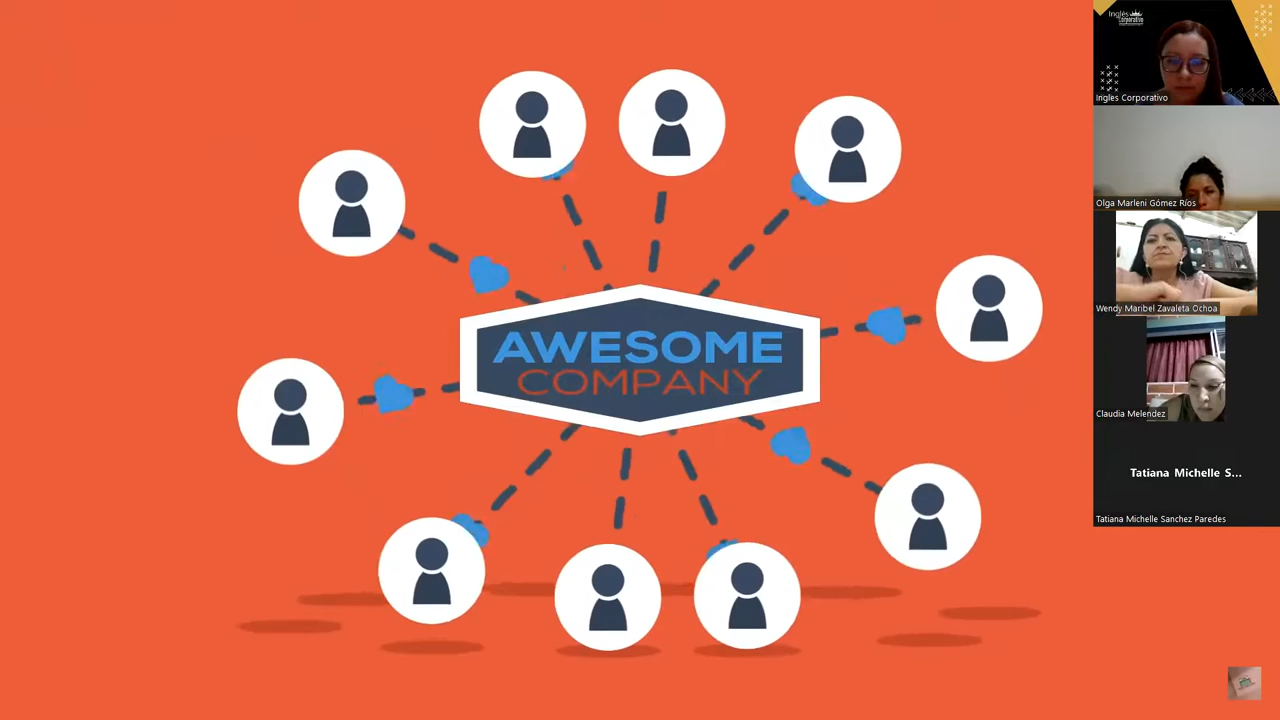 AWESOME
COMPANY
Inglés
Corporativo
Ingles Corporativo
Olga Marleni Gómez Ríos
Wendy Maribel Zavaleta Ochoa
Claudia Melendez
Tatiana Michelle S...
Tatiana Michelle Sanchez Paredes